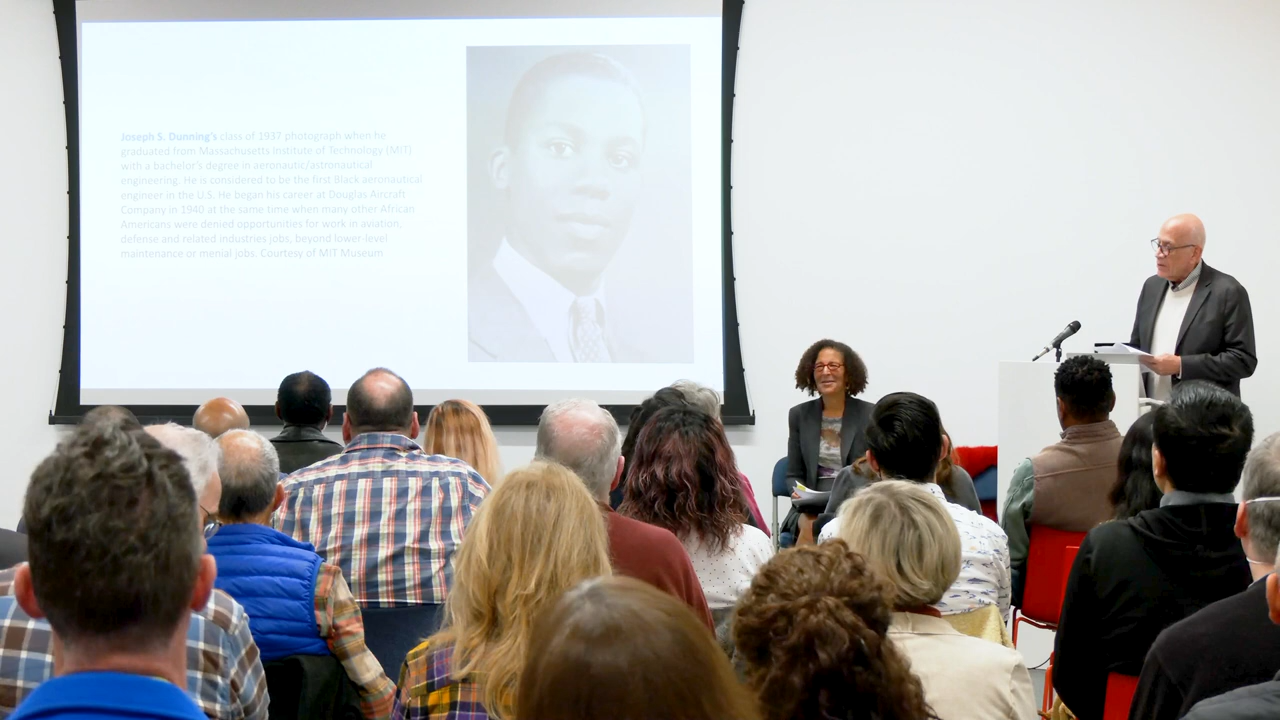 Joseph S. Dunning's class of 1937 photograph when he
graduated from Massachusetts Institute of Technology (MIT)
with a bachelor's degree in aeronautic/astronautical
engineering. He is considered to be the first Black aeronautical
engineer in the U.S. He began his career at Douglas Aircraft
Company in 1940 at the same time when many other African
Americans were denied opportunities for work in aviation,
defense and related industries jobs, beyond lower-level
maintenance or menial jobs. Courtesy of MIT Museum